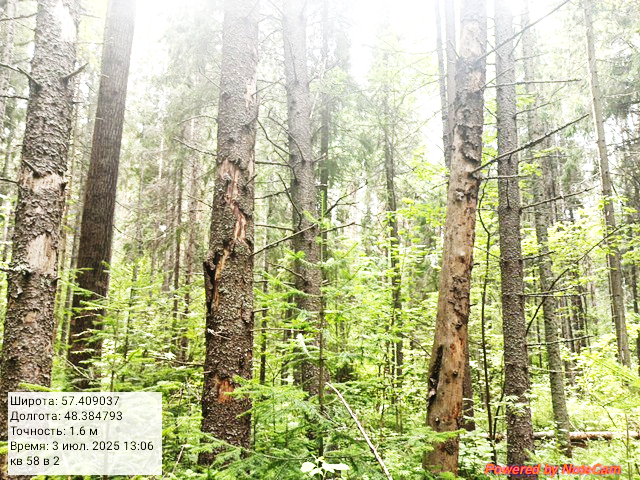 Широта: 57.409037
Долгота: 48.384793
Точность: 1.6 м
Время: 3 июл. 2025 13:06
кв 58 в 2
Powered by NoteCam